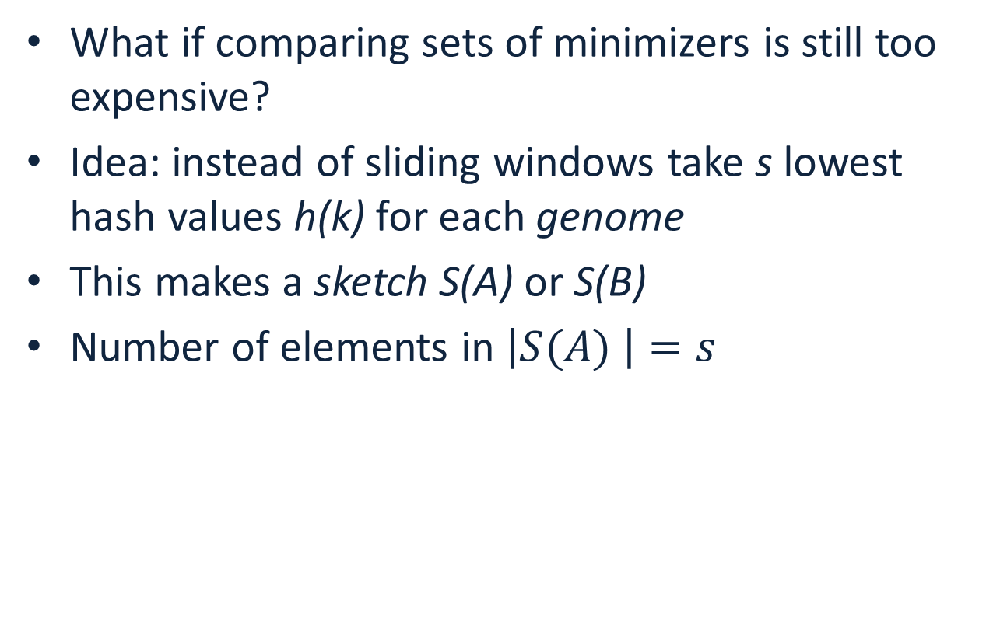 • What if comparing sets of minimizers is still too
expensive?
• Idea: instead of sliding windows take s lowest
hash values h(k) for each genome
• This makes a sketch S(A) or S(B)
• Number of elements in |S(A) | = s